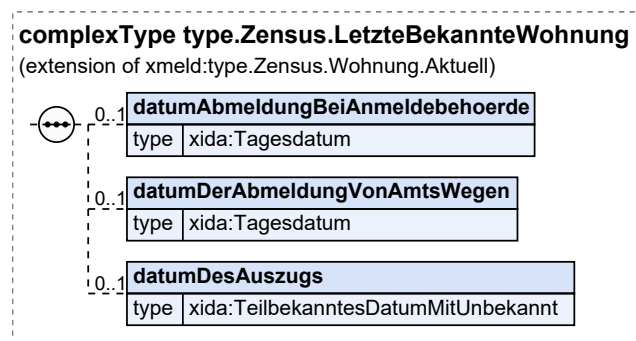 complexType type.Zensus.LetzteBekannteWohnung
(extension of xmeld:type.Zensus.Wohnung.Aktuell)
0..1 datumAbmeldungBeiAnmeldebehoerde
type xida:Tagesdatum
0..1 datumDerAbmeldungVonAmtsWegen
type xida:Tagesdatum
0..1 datumDesAuszugs
type xida:TeilbekanntesDatumMitUnbekannt